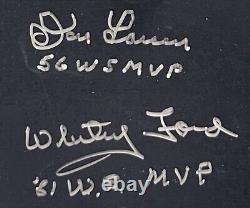 Don Larsen
56 WS MVP
Whitey Ford
'61 W.S. MVP